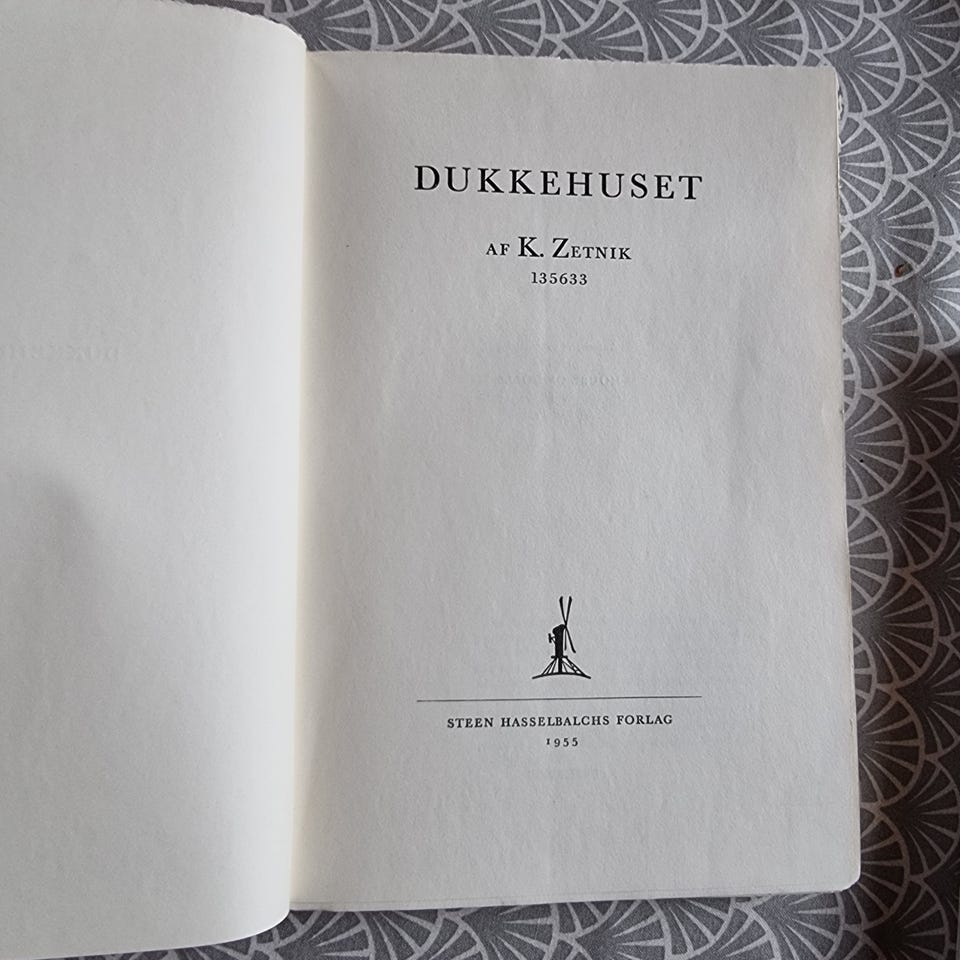 DUKKEHUSET
AF K. ZETNIK
135633
STEEN HASSELBALCHS FORLAG
1955